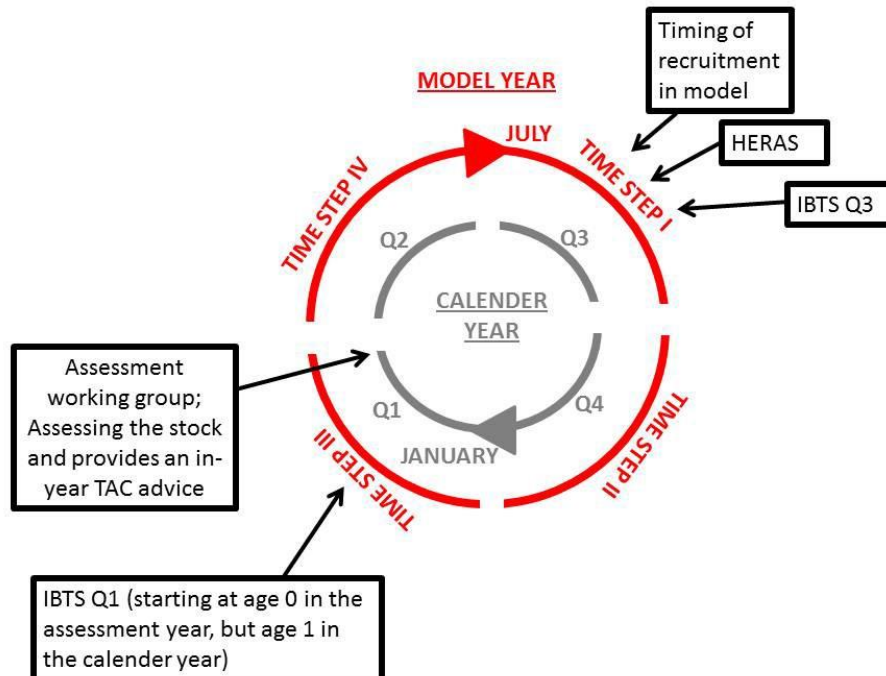 Timing of
recruitment
in model
MODEL YEAR
JULY
HERAS
TIME STEP I
IBTS Q3
TIME STEP IV
Q2
Q3
CALENDER
YEAR
Assessment
working group;
Assessing the stock
and provides an in-
year TAC advice
Q1
Q4
JANUARY
TIME STEP III
TIME STEP II
IBTS Q1 (starting at age 0 in the
assessment year, but age 1 in
the calender year)